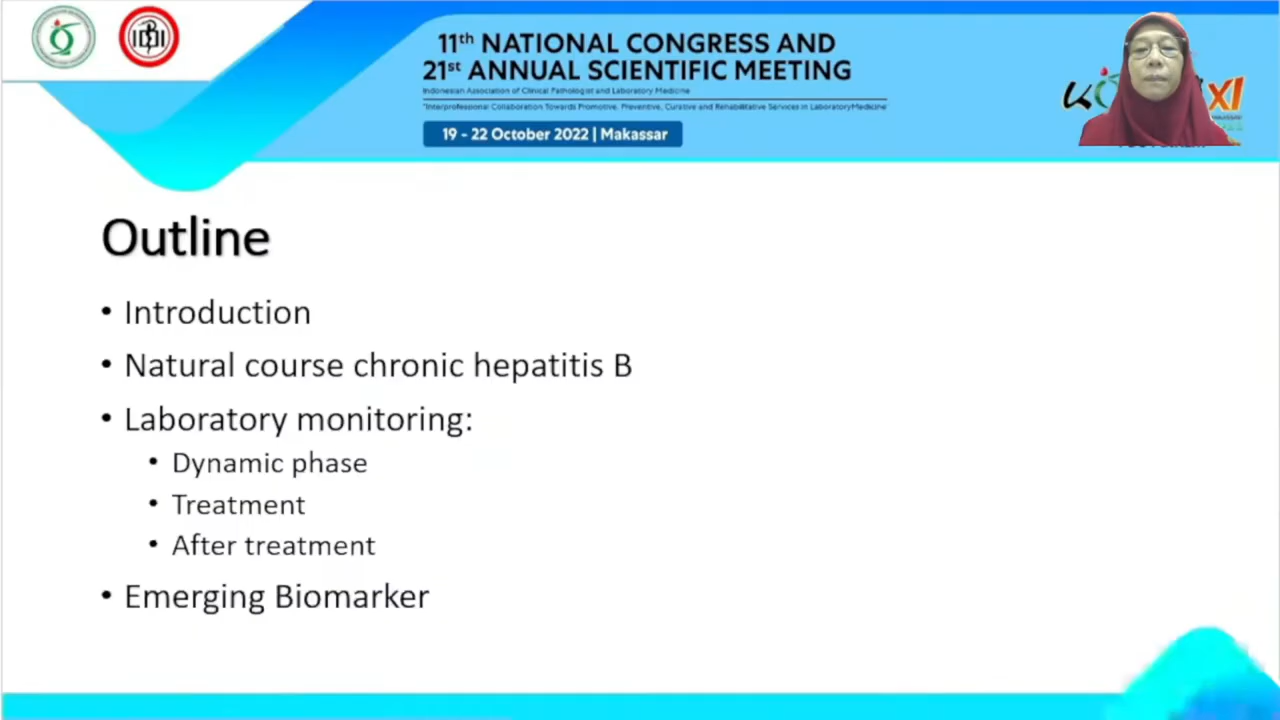 11th NATIONAL CONGRESS AND
21st ANNUAL SCIENTIFIC MEETING
Indonesian Association of Clinical Pathologist and Laboratory Medicine
"Interprofessional Collaboration Towards Promotive, Preventive, Curative and Rehabilitative Services in LaboratoryMedicine"
19 - 22 October 2022 | Makassar
XI
Outline
• Introduction
• Natural course chronic hepatitis B
• Laboratory monitoring:
• Dynamic phase
• Treatment
• After treatment
• Emerging Biomarker